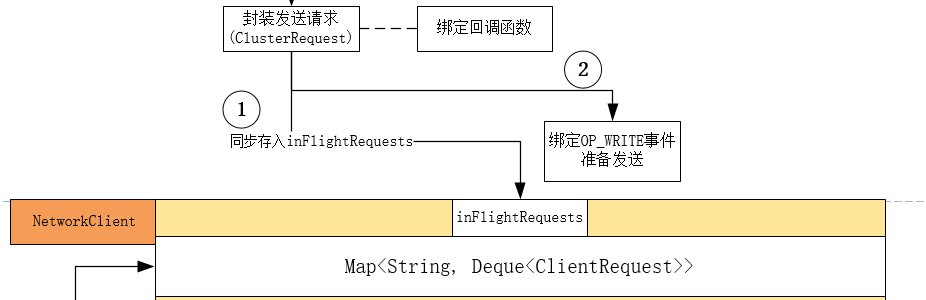 封装发送请求
(ClusterRequest)
绑定回调函数
②
①
同步存入inFlightRequests
绑定OP_WRITE事件
准备发送
NetworkClient
inFlightRequests
Map<String, Deque<ClientRequest>>